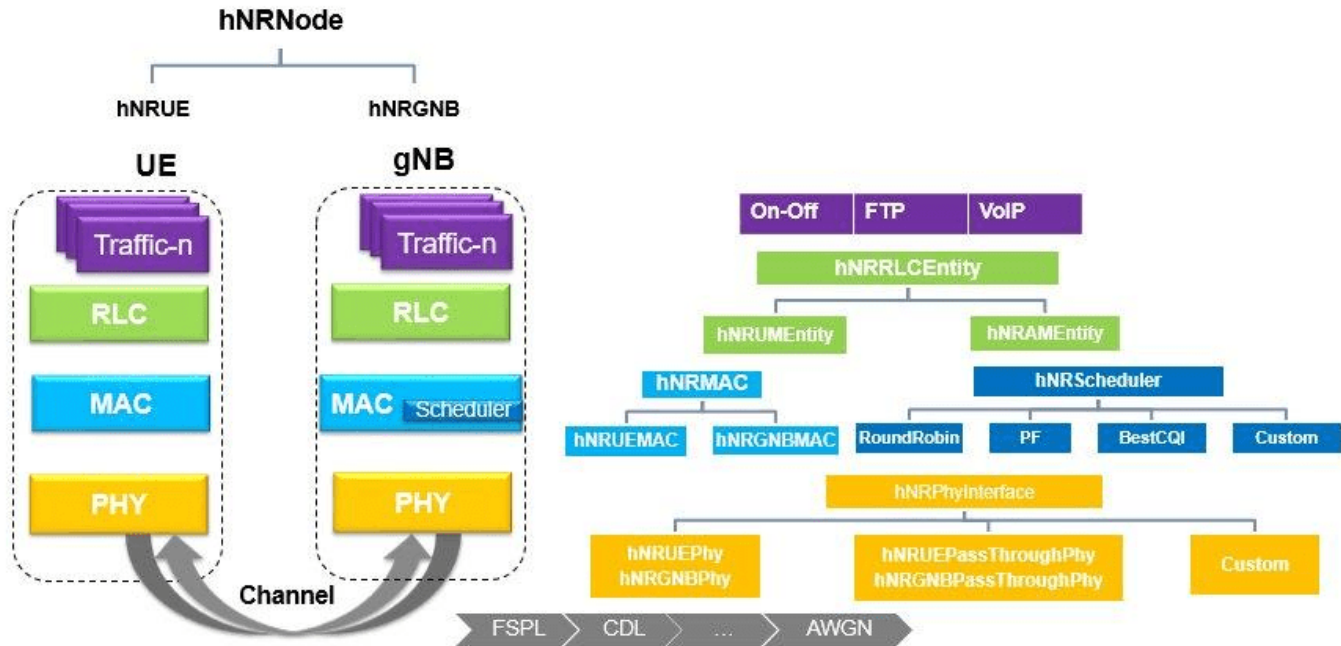 hNRNode
hNRUE
hNRGNB
UE
gNB
Traffic-n
RLC
MAC
PHY
Traffic-n
RLC
MAC
Scheduler
PHY
Channel
On-Off
FTP
VoIP
hNRRLCEntity
hNRUMEntity
hNRAMEntity
hNRMAC
hNRUEMAC
hNRGNBMAC
hNRScheduler
RoundRobin
PF
BestCQI
Custom
hNRPhyInterface
hNRUEPhy
hNRGNBPhy
hNRUEPassThroughPhy
hNRGNBPassThroughPhy
Custom
FSPL
CDL
...
AWGN